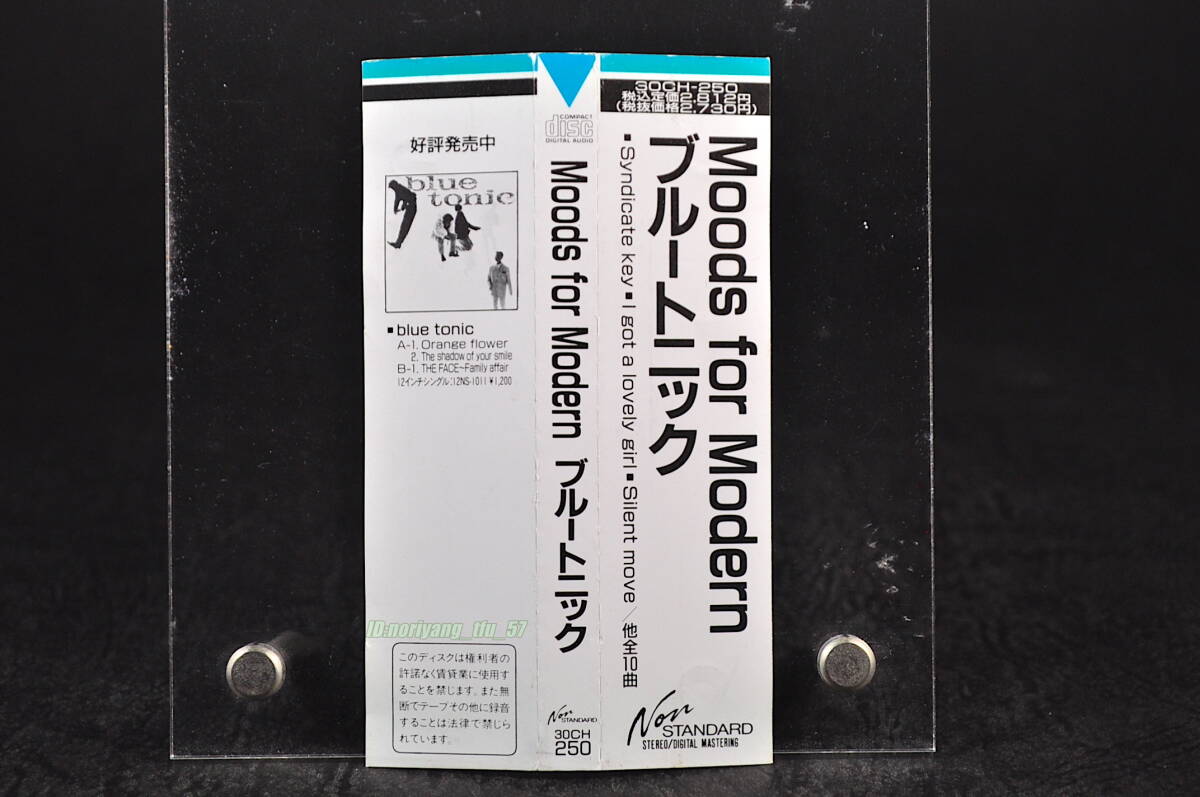 好評発売中
blue
tonic
■blue tonic
A-1. Orange flower
2. The shadow of your smile
B-1. THE FACE~Family affair
12インチシングル:12NS-1011 ¥1,200
ID:noriyang_tfu_57
このディスクは権利者の
許諾なく賃貸業に使用す
ることを禁じます。また無
断でテープその他に録音
することは法律で禁じら
れています。
COMPACT
disc
DIGITAL AUDIO
Moods for Modern ブルートニック
Non STANDARD
30CH
250
30CH-250
税込定価2,812円
(税抜価格2,730円)
Moods for Modern
ブルートニック
■Syndicate key■I got a lovely girl■Silent move／他全10曲
Non STANDARD
STEREO/DIGITAL MASTERING